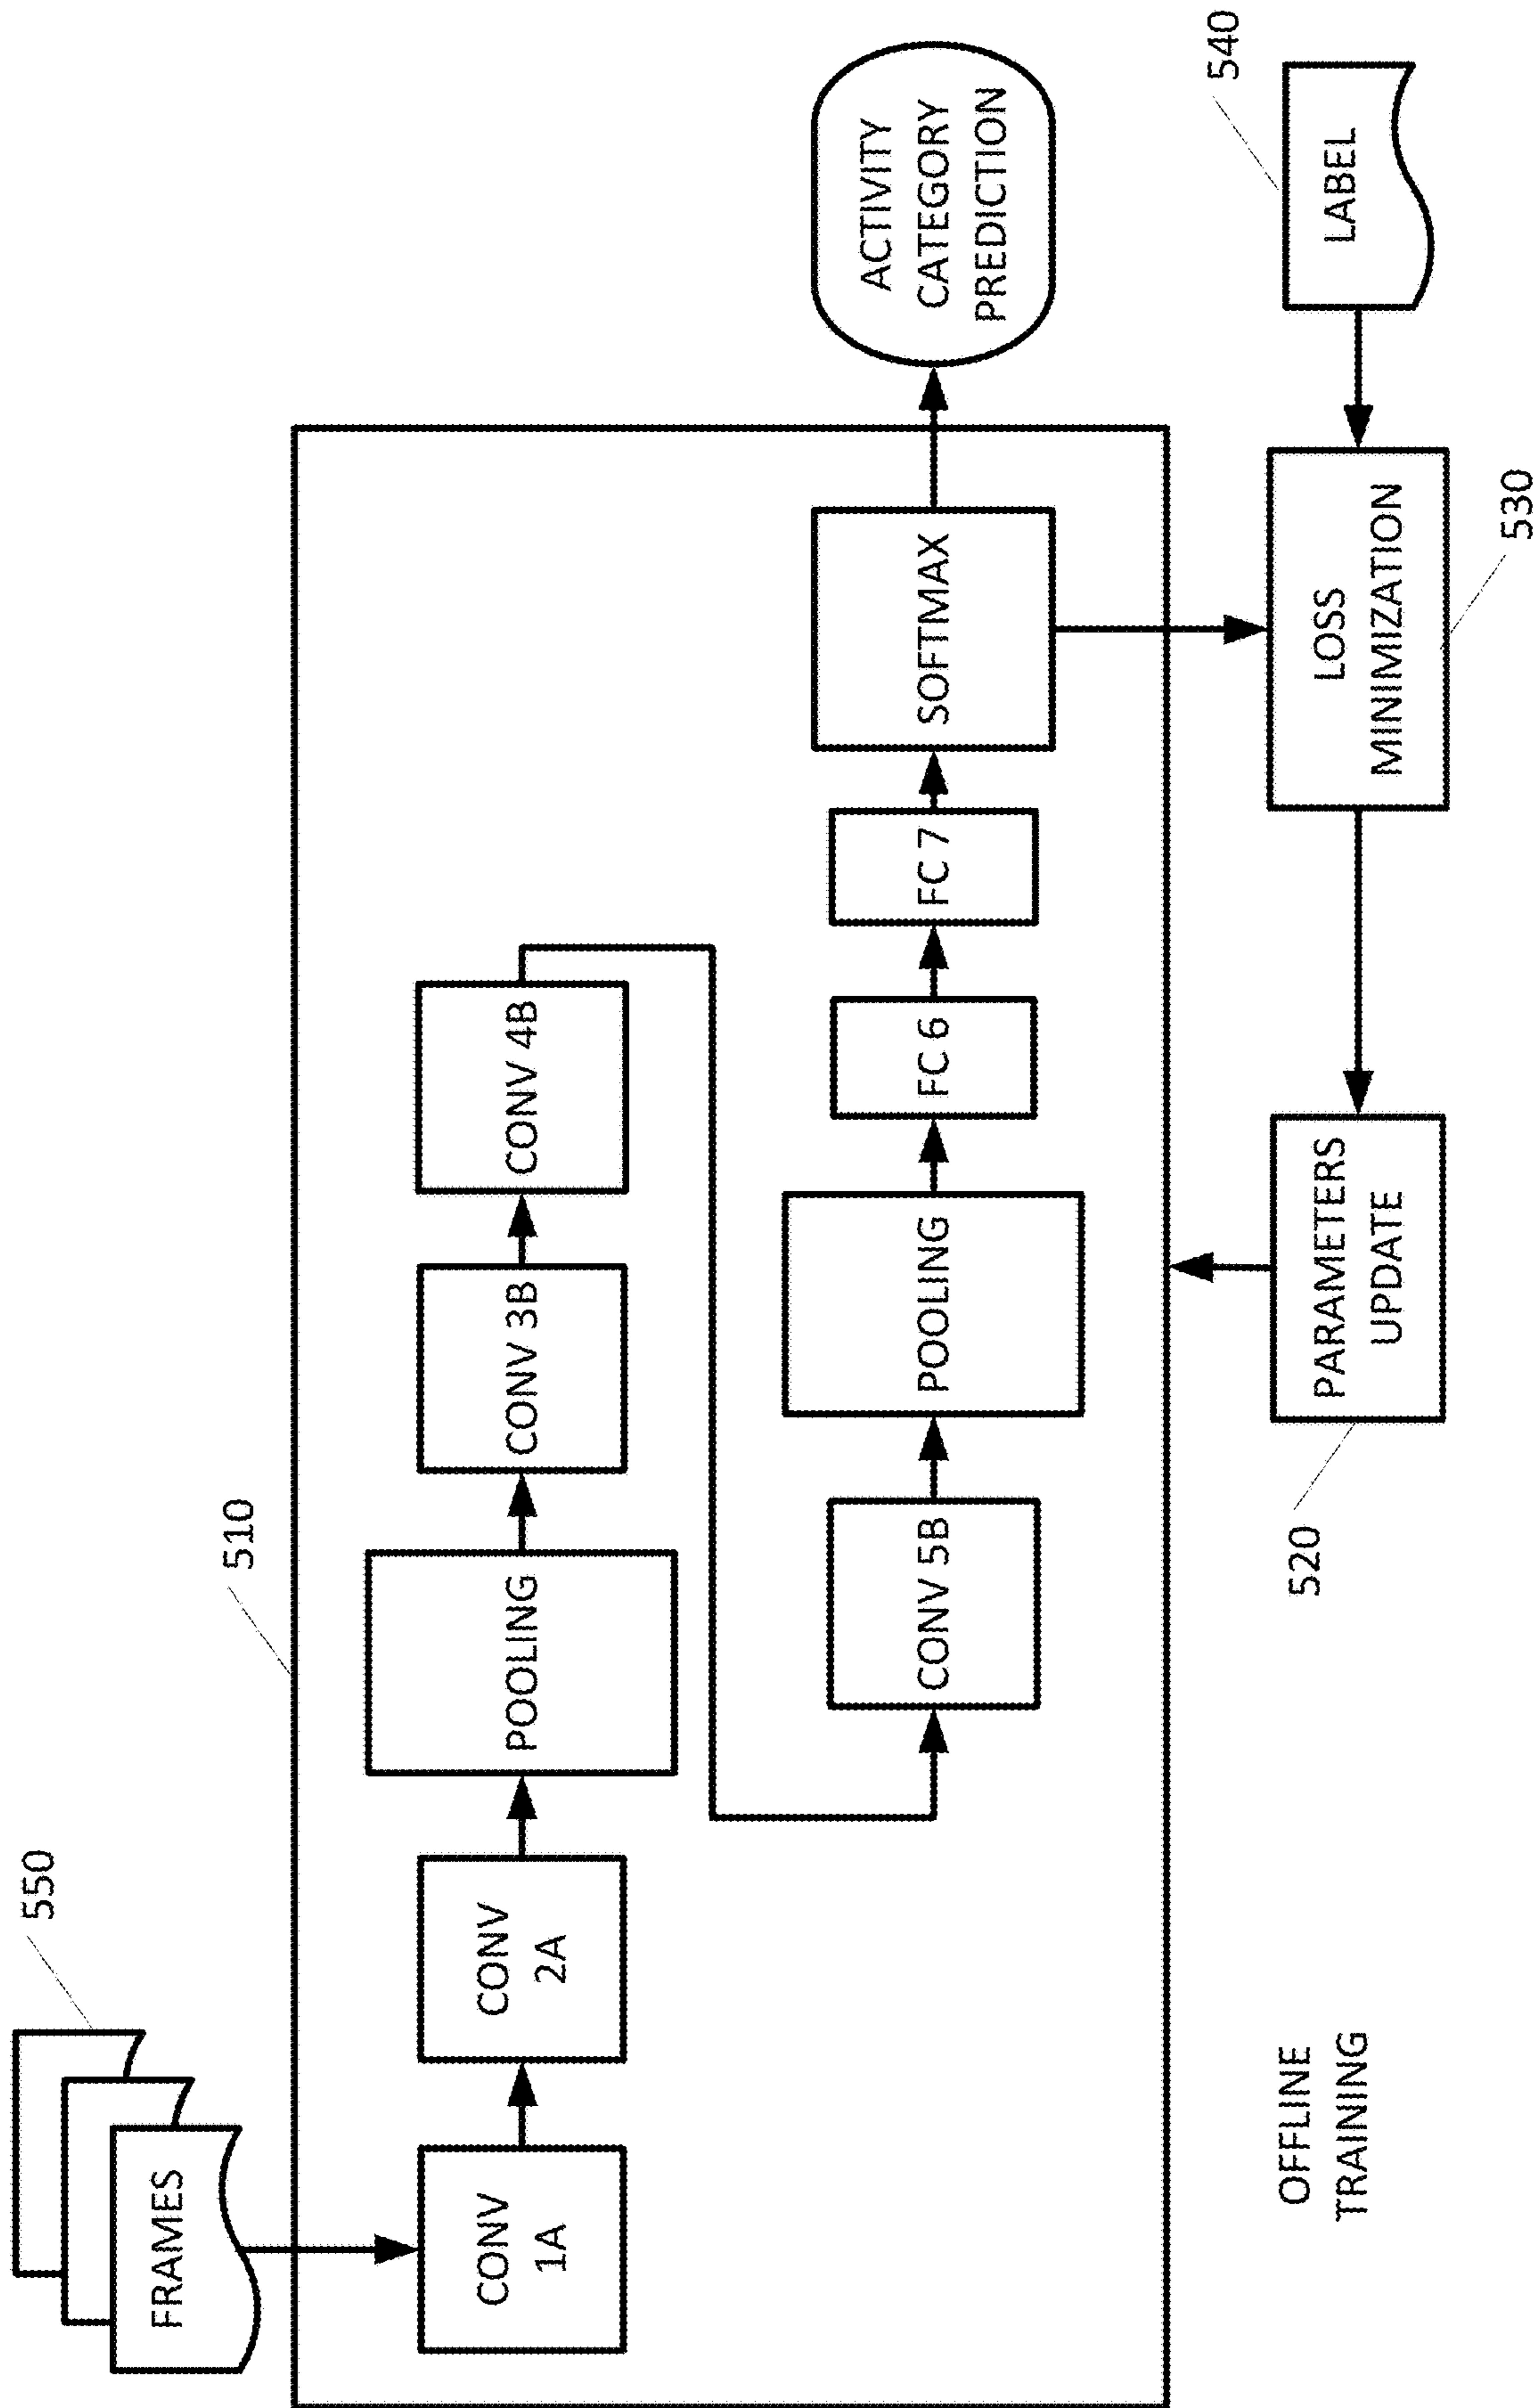 550
FRAMES
510
CONV
1A
CONV
2A
POOLING
CONV 3B
CONV 4B
CONV 5B
POOLING
FC 6
FC 7
SOFTMAX
ACTIVITY
CATEGORY
PREDICTION
540
LABEL
LOSS
MINIMIZATION
530
PARAMETERS
UPDATE
520
OFFLINE
TRAINING